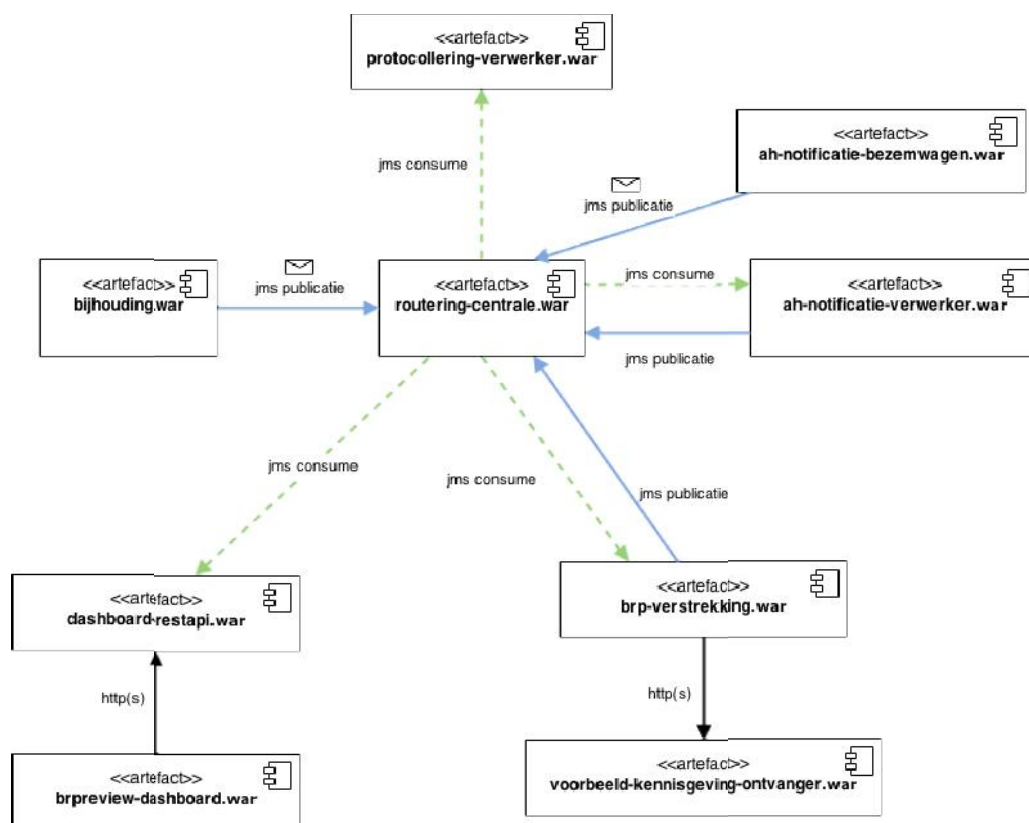 <<artefact>>
protocollering-verwerker.war
<<artefact>>
ah-notificatie-bezemwagen.war
jms consume
jms publicatie
<<artefact>>
bijhouding.war
jms publicatie
<<artefact>>
routering-centrale.war
jms consume
<<artefact>>
ah-notificatie-verwerker.war
jms publicatie
jms consume
jms consume
jms publicatie
<<artefact>>
dashboard-restapi.war
<<artefact>>
brp-verstrekking.war
http(s)
http(s)
<<artefact>>
brpreview-dashboard.war
<<artefact>>
voorbeeld-kennisgeving-ontvanger.war